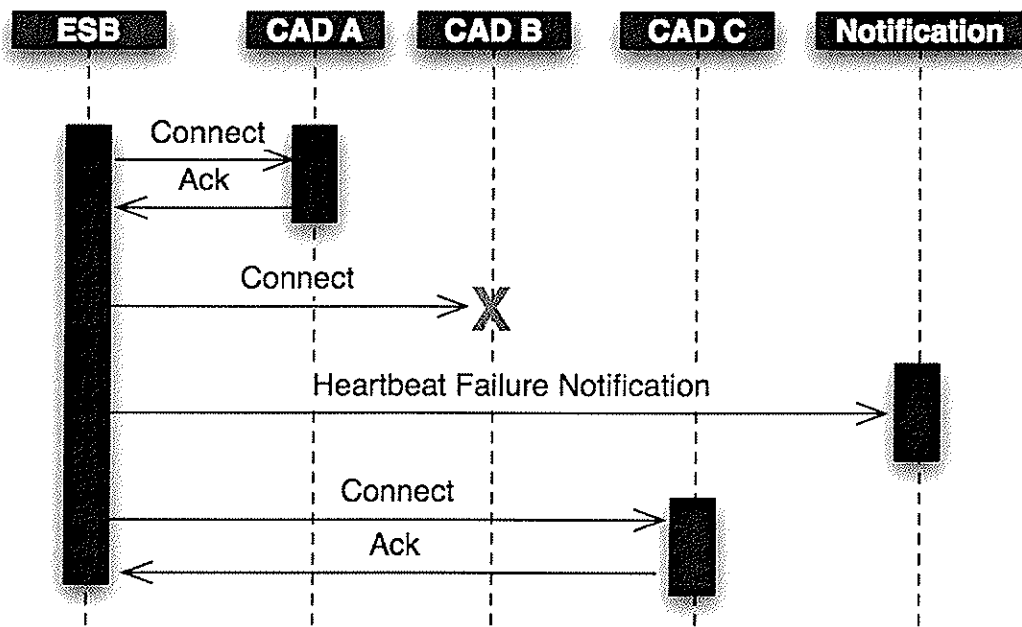 ESB CAD A CAD B CAD C Notification
Connect
Ack
Connect
X
Heartbeat Failure Notification
Connect
Ack